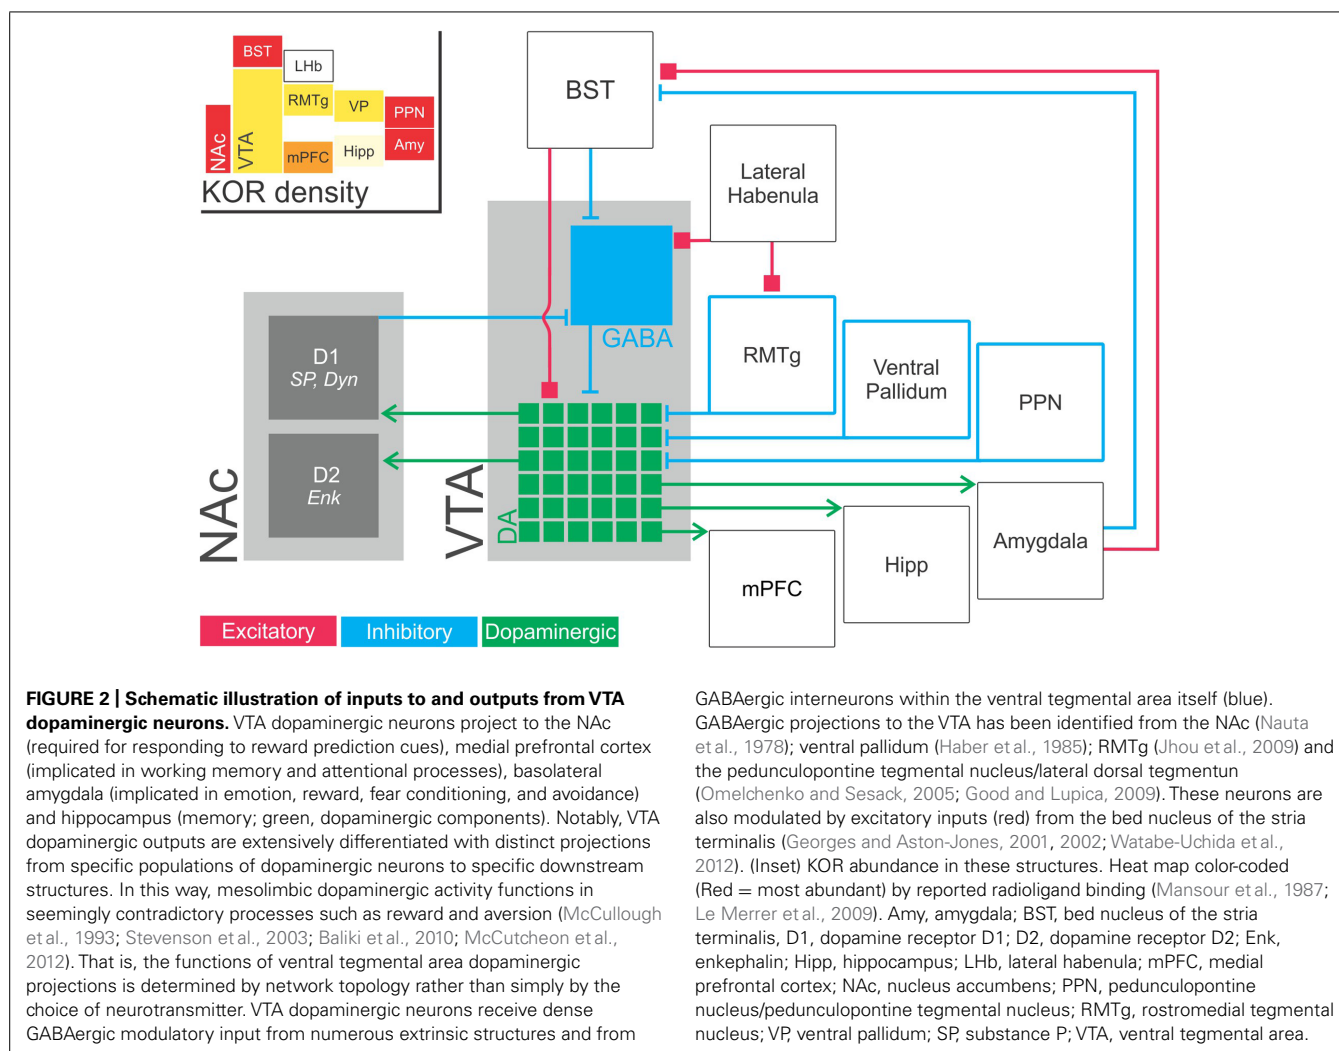 BST
LHb
RMTg
VP
PPN
NAc
VTA
mPFC
Hipp
Amy
KOR density
BST
Lateral
Habenula
GABA
D1
SP, Dyn
D2
Enk
NAc
VTA
DA
RMTg
Ventral
Pallidum
PPN
mPFC
Hipp
Amygdala
Excitatory
Inhibitory
Dopaminergic
FIGURE 2 | Schematic illustration of inputs to and outputs from VTA
dopaminergic neurons. VTA dopaminergic neurons project to the NAc
(required for responding to reward prediction cues), medial prefrontal cortex
(implicated in working memory and attentional processes), basolateral
amygdala (implicated in emotion, reward, fear conditioning, and avoidance)
and hippocampus (memory; green, dopaminergic components). Notably, VTA
dopaminergic outputs are extensively differentiated with distinct projections
from specific populations of dopaminergic neurons to specific downstream
structures. In this way, mesolimbic dopaminergic activity functions in
seemingly contradictory processes such as reward and aversion (McCullough
et al., 1993; Stevenson et al., 2003; Baliki et al., 2010; McCutcheon et al.,
2012). That is, the functions of ventral tegmental area dopaminergic
projections is determined by network topology rather than simply by the
choice of neurotransmitter. VTA dopaminergic neurons receive dense
GABAergic modulatory input from numerous extrinsic structures and from
GABAergic interneurons within the ventral tegmental area itself (blue).
GABAergic projections to the VTA has been identified from the NAc (Nauta
et al., 1978); ventral pallidum (Haber et al., 1985); RMTg (Jhou et al., 2009) and
the pedunculopontine tegmental nucleus/lateral dorsal tegmentun
(Omelchenko and Sesack, 2005; Good and Lupica, 2009). These neurons are
also modulated by excitatory inputs (red) from the bed nucleus of the stria
terminalis (Georges and Aston-Jones, 2001, 2002; Watabe-Uchida et al.,
2012). (Inset) KOR abundance in these structures. Heat map color-coded
(Red = most abundant) by reported radioligand binding (Mansour et al., 1987;
Le Merrer et al., 2009). Amy, amygdala; BST, bed nucleus of the stria
terminalis, D1, dopamine receptor D1; D2, dopamine receptor D2; Enk,
enkephalin; Hipp, hippocampus; LHb, lateral habenula; mPFC, medial
prefrontal cortex; NAc, nucleus accumbens; PPN, pedunculopontine
nucleus/pedunculopontine tegmental nucleus; RMTg, rostromedial tegmental
nucleus; VP, ventral pallidum; SP, substance P; VTA, ventral tegmental area.